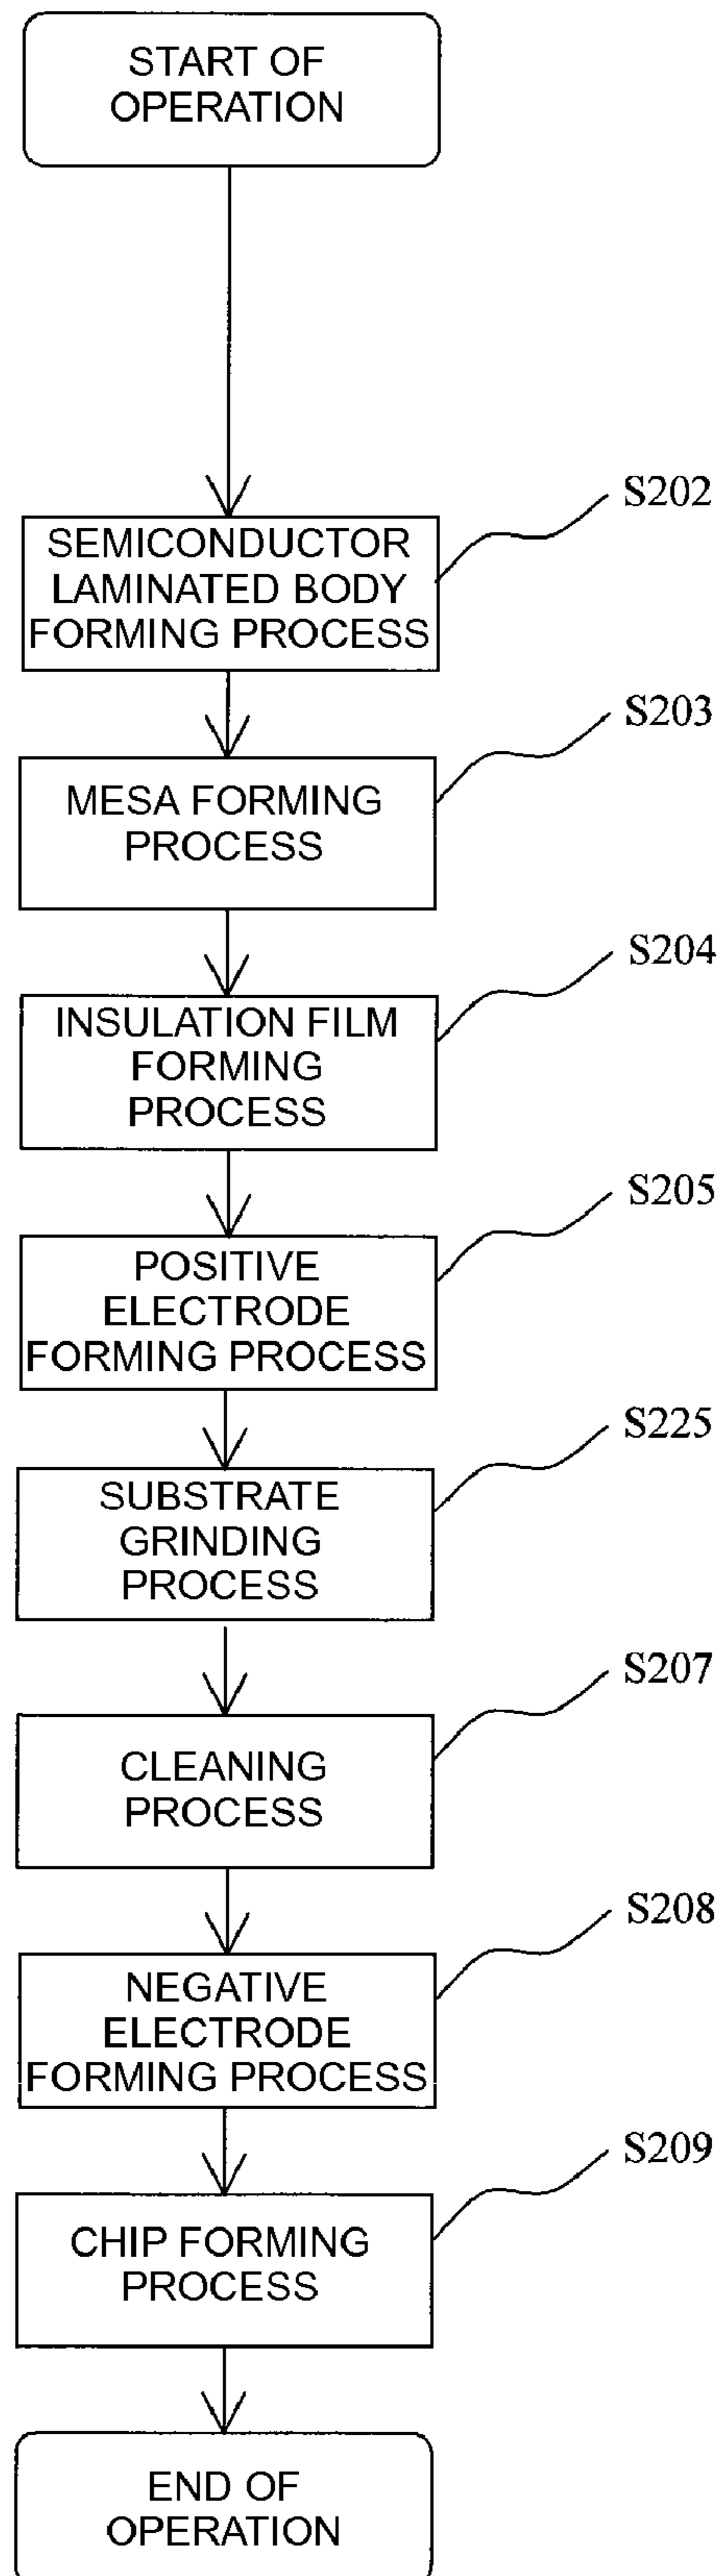 START OF
OPERATION
S202
SEMICONDUCTOR
LAMINATED BODY
FORMING PROCESS
S203
MESA FORMING
PROCESS
S204
INSULATION FILM
FORMING
PROCESS
S205
POSITIVE
ELECTRODE
FORMING PROCESS
S225
SUBSTRATE
GRINDING
PROCESS
S207
CLEANING
PROCESS
S208
NEGATIVE
ELECTRODE
FORMING PROCESS
S209
CHIP FORMING
PROCESS
END OF
OPERATION